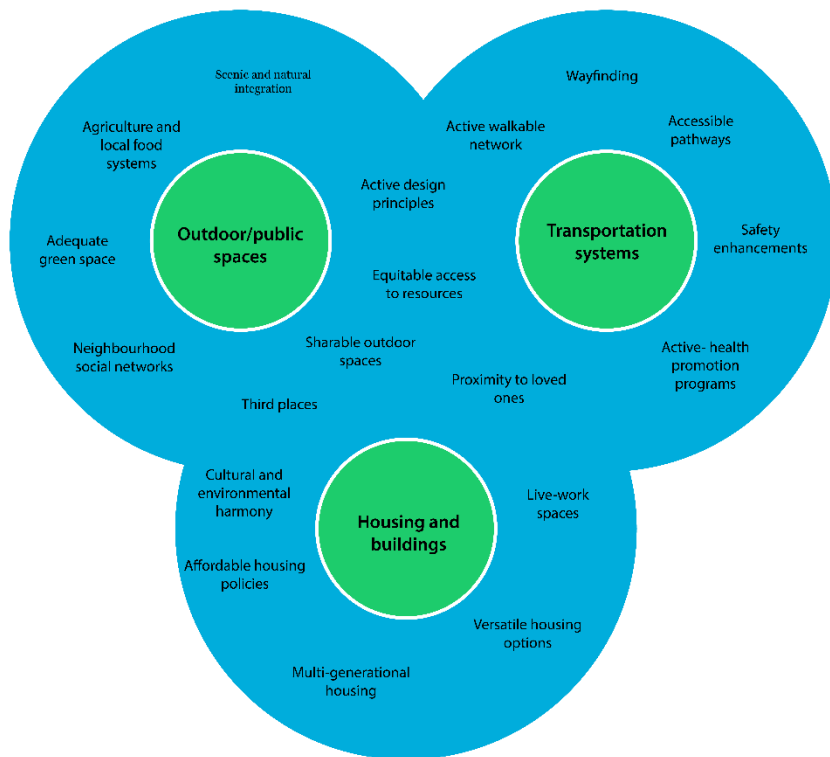 Scenic and natural
integration
Wayfinding
Agriculture and
local food
systems
Active walkable
network
Accessible
pathways
Active design
principles
Outdoor/public
spaces
Transportation
systems
Adequate
green space
Safety
enhancements
Equitable access
to resources
Neighbourhood
social networks
Sharable outdoor
spaces
Active- health
promotion
programs
Proximity to loved
ones
Third places
Cultural and
environmental
harmony
Live-work
spaces
Housing and
buildings
Affordable housing
policies
Versatile housing
options
Multi-generational
housing